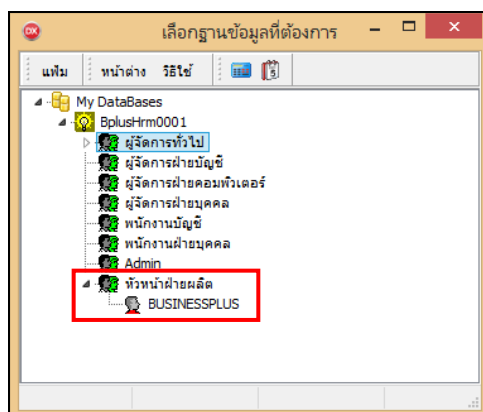 เลือกฐานข้อมูลที่ต้องการ
แฟ้ม หน้าต่าง วิธีใช้
My DataBases
BplusHrm0001
ผู้จัดการทั่วไป
ผู้จัดการฝ่ายบัญชี
ผู้จัดการฝ่ายคอมพิวเตอร์
ผู้จัดการฝ่ายบุคคล
พนักงานบัญชี
พนักงานฝ่ายบุคคล
Admin
หัวหน้าฝ่ายผลิต
BUSINESSPLUS